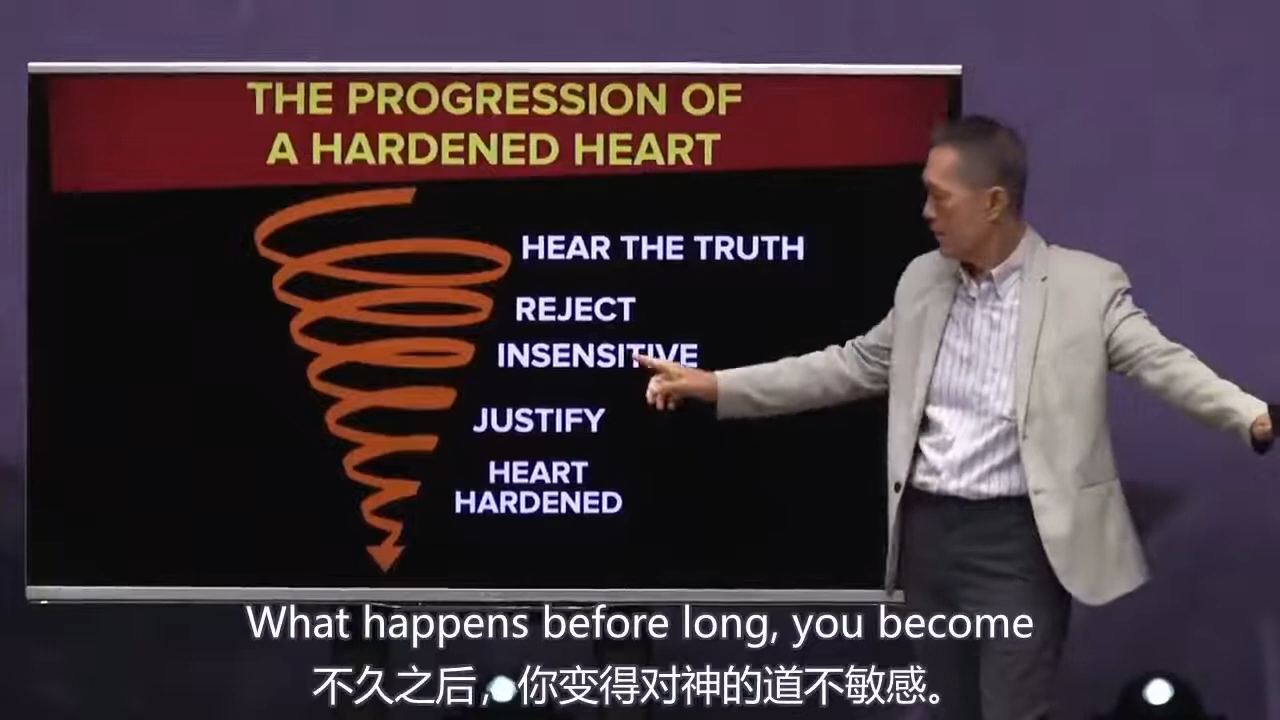 THE PROGRESSION OF
A HARDENED HEART
HEAR THE TRUTH
REJECT
INSENSITIVE
JUSTIFY
HEART
HARDENED
What happens before long, you become
不久之后，你变得对神的道不敏感。